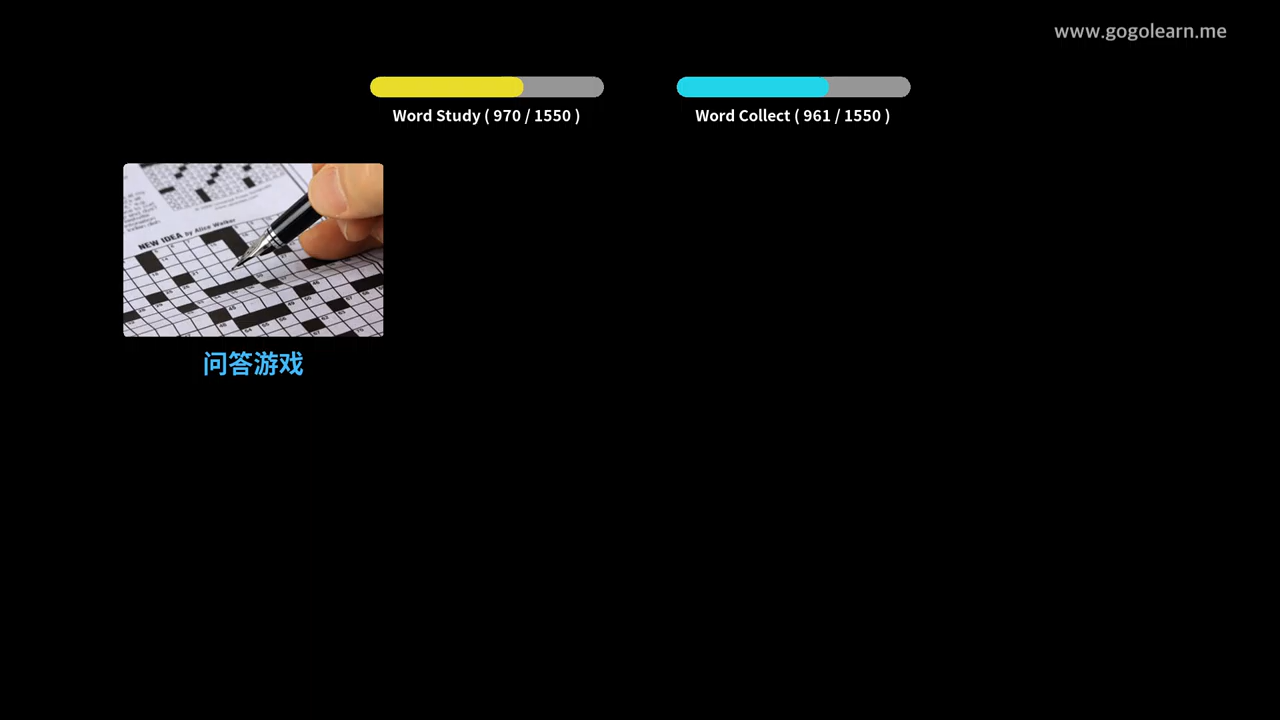 www.gogolearn.me
Word Study ( 970 / 1550 )
Word Collect ( 961 / 1550 )
NEW IDEA by Alice Walker
问答游戏